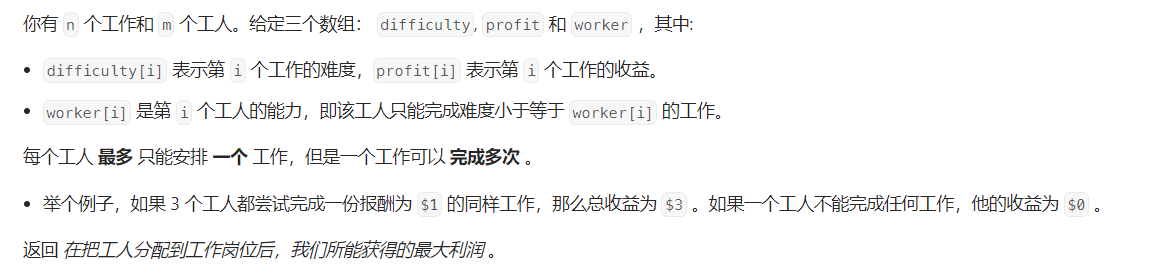 你有 n 个工作和 m 个工人。给定三个数组： difficulty, profit 和 worker ，其中:
• difficulty[i] 表示第 i 个工作的难度，profit[i] 表示第 i 个工作的收益。
• worker[i] 是第 i 个工人的能力，即该工人只能完成难度小于等于 worker[i] 的工作。
每个工人 最多 只能安排 一个 工作，但是一个工作可以 完成多次 。
• 举个例子，如果 3 个工人都尝试完成一份报酬为 $1 的同样工作，那么总收益为 $3 。如果一个工人不能完成任何工作，他的收益为 $0 。
返回 在把工人分配到工作岗位后，我们所能获得的最大利润 。